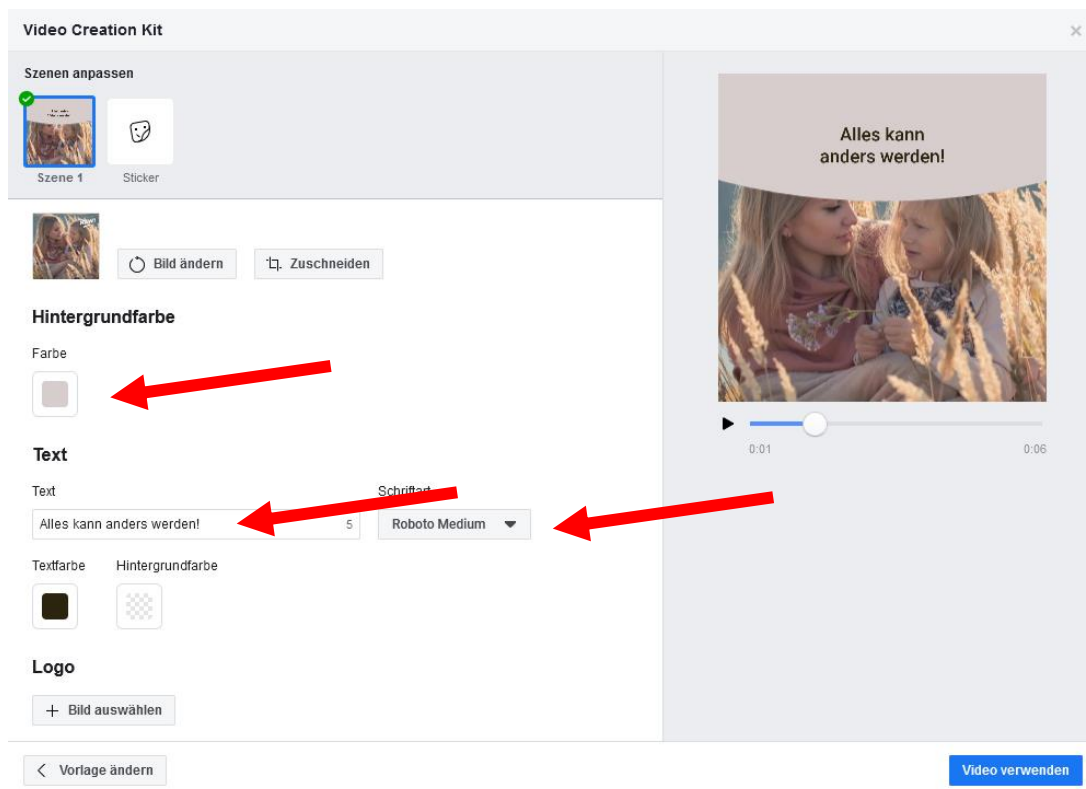 Video Creation Kit
Szenen anpassen
Szene 1
Sticker
Bild ändern
Zuschneiden
Hintergrundfarbe
Farbe
Text
Text
Schriftart
Alles kann anders werden!
5
Roboto Medium
Textfarbe
Hintergrundfarbe
Logo
+ Bild auswählen
Vorlage ändern
Alles kann
anders werden!
0:01
0:06
Video verwenden